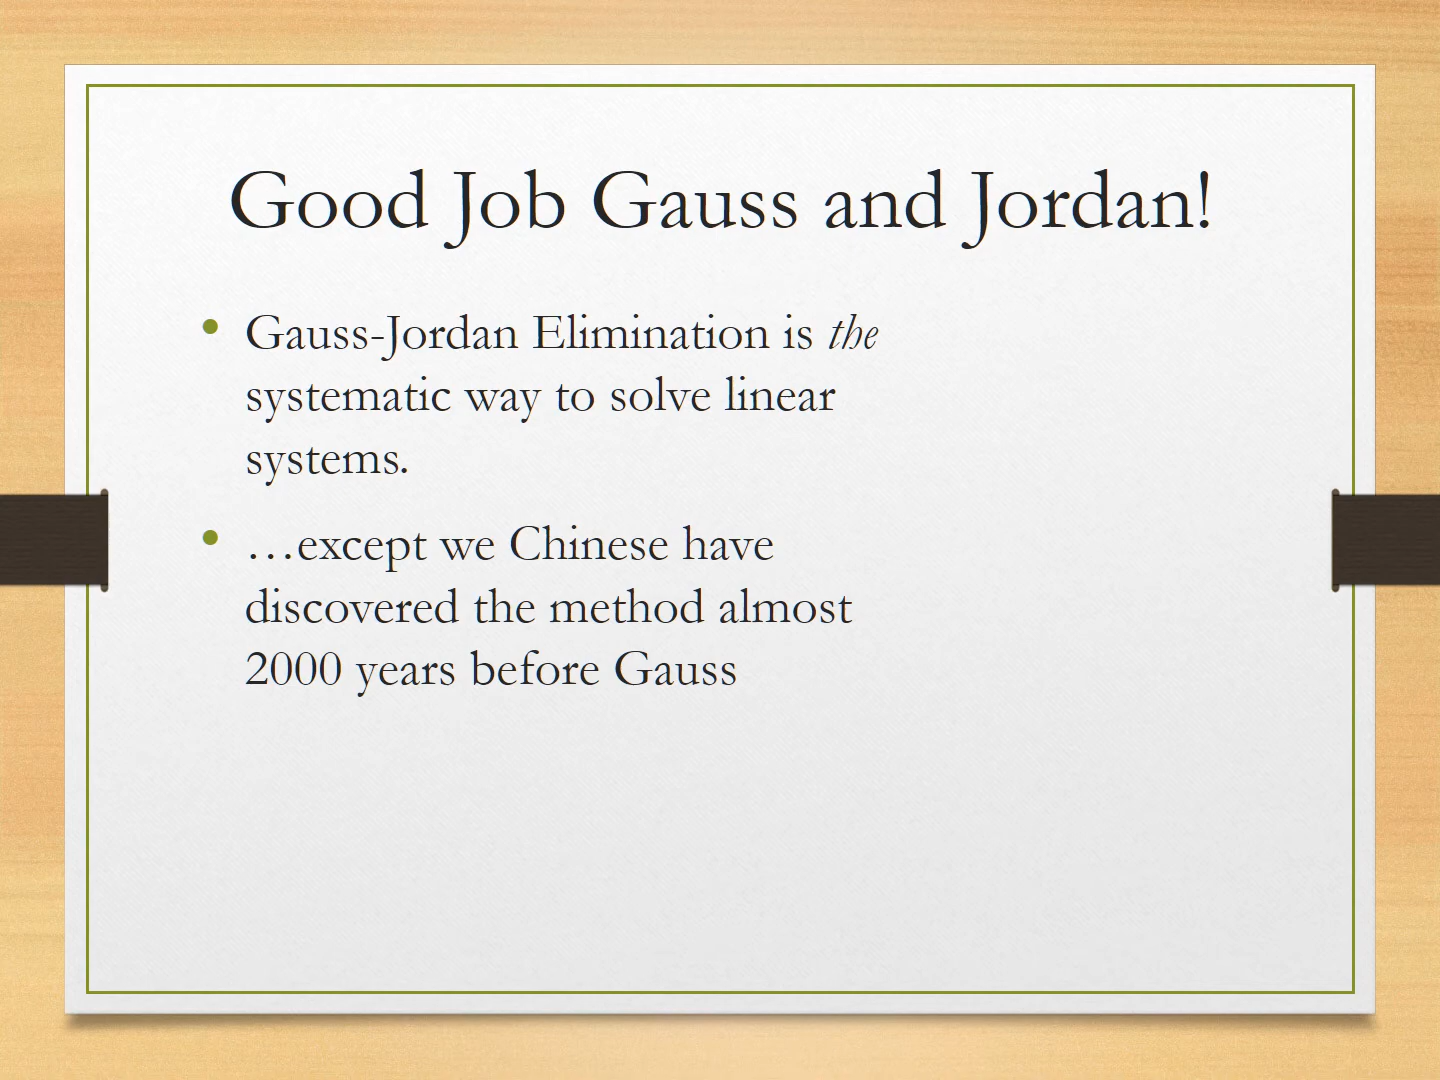 Good Job Gauss and Jordan!
• Gauss-Jordan Elimination is the
systematic way to solve linear
systems.
• …except we Chinese have
discovered the method almost
2000 years before Gauss